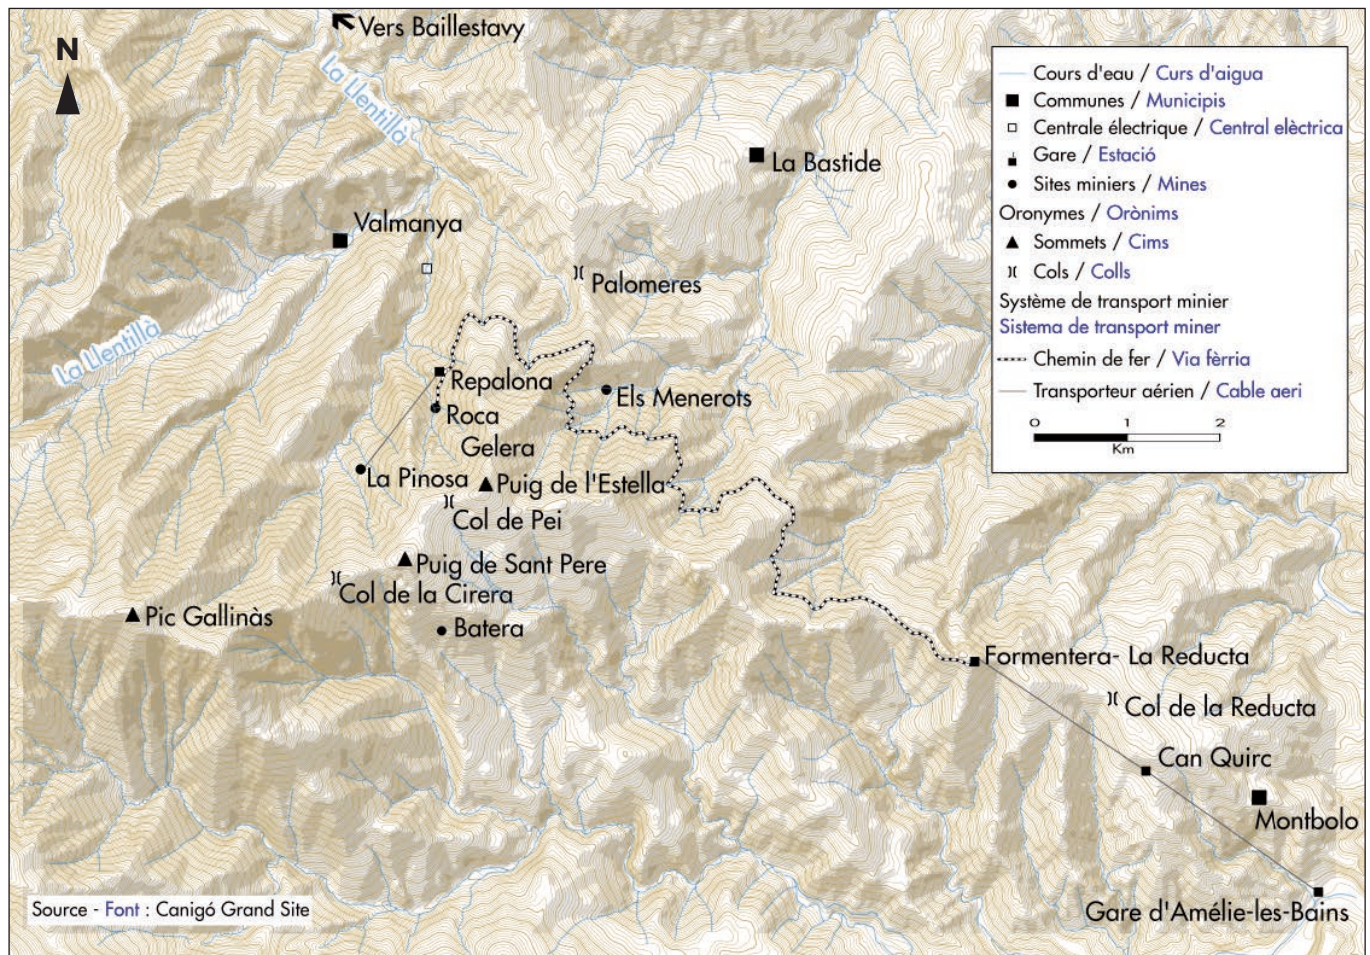 Vers Baillestavy
N
La Llentillà
La Bastide
Valmanya
Palomeres
La Llentillà
Repalona
Els Menerots
Roca
Gelera
La Pinosa
Puig de l'Estella
Col de Pei
Puig de Sant Pere
Col de la Cirera
Pic Gallinàs
Batera
Formentera- La Reducta
Col de la Reducta
Can Quirc
Montbolo
Gare d'Amélie-les-Bains
Cours d'eau / Curs d'aigua
Communes / Municipis
Centrale électrique / Central elèctrica
Gare / Estació
Sites miniers / Mines
Oronymes / Orònims
Sommets / Cims
Cols / Colls
Système de transport minier
Sistema de transport miner
Chemin de fer / Via fèrria
Transporteur aérien / Cable aeri
0 1 2
Km
Source - Font : Canigó Grand Site